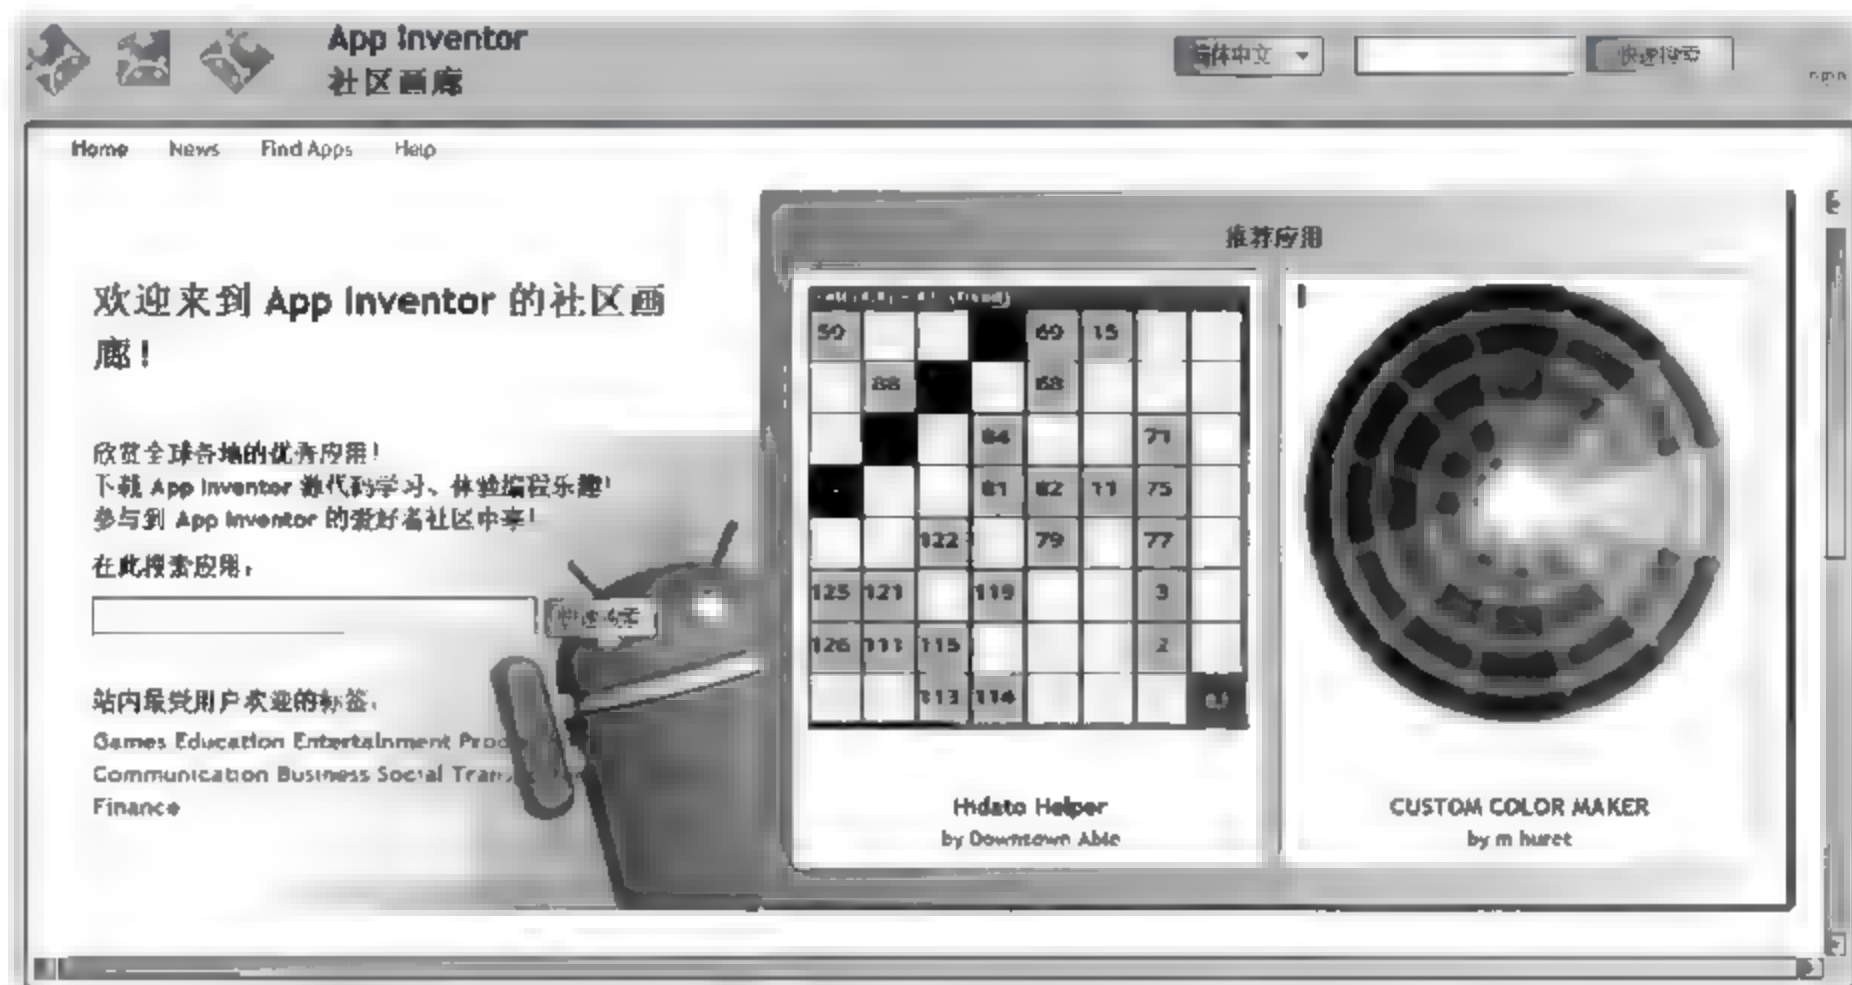 App Inventor
社区画廊
简体中文
快速搜索
Home News Find Apps Help
推荐应用
欢迎来到 App Inventor 的社区画
廊！
欣赏全球各地的优秀应用！
下载 App Inventor 源代码学习、体验编程乐趣！
参与到 App Inventor 的爱好者社区中来！
在此搜索应用：
快速搜索
站内最受用户欢迎的标签：
Games Education Entertainment
Communication Business Social
Finance
59 69 15
88 68
84 71
81 82 11 75
122 79 77
125 121 119 3
126 111 115 2
113 114
Hidato Helper
by Downtown Able
CUSTOM COLOR MAKER
by m huret